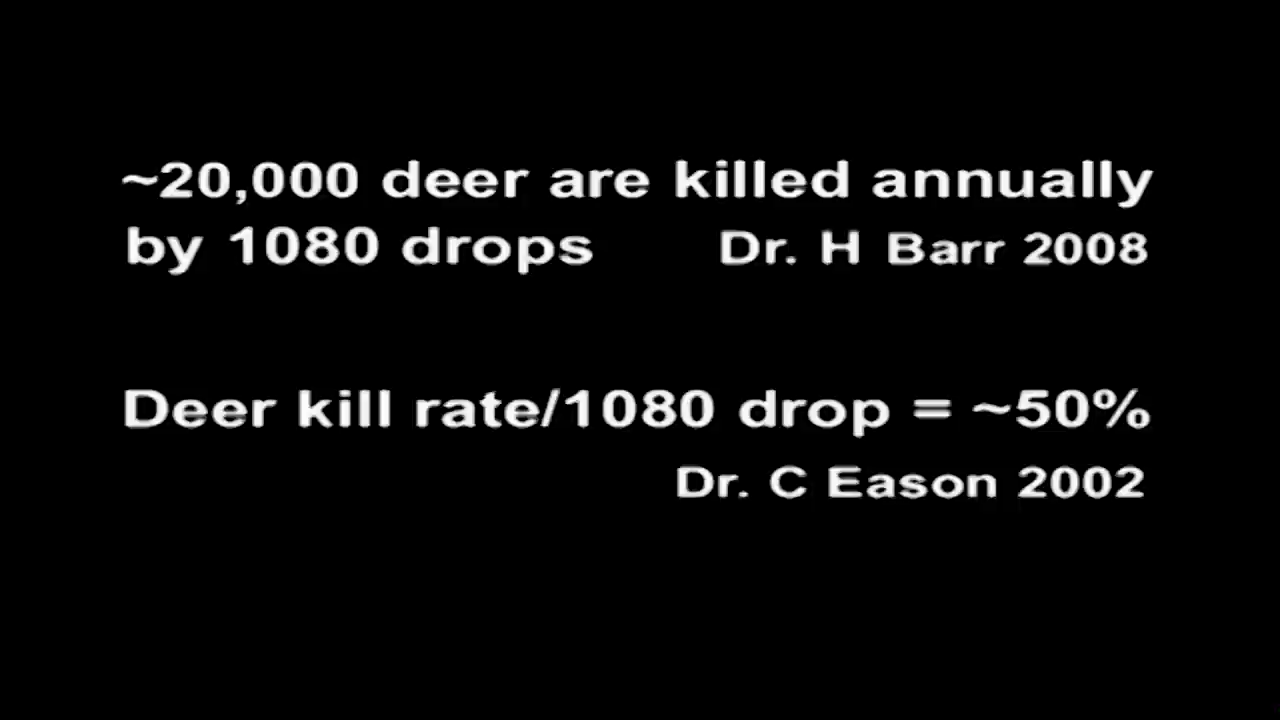 ~20,000 deer are killed annually
by 1080 drops Dr. H Barr 2008
Deer kill rate/1080 drop = ~50%
Dr. C Eason 2002